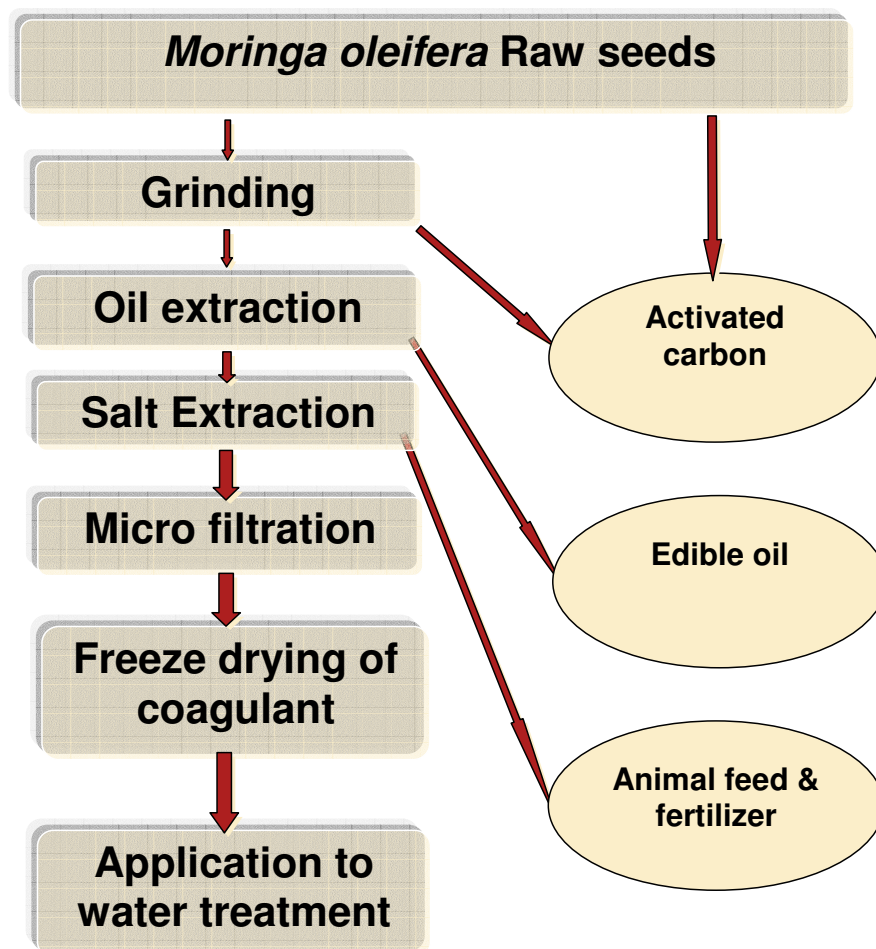 Moringa oleifera Raw seeds
Grinding
Oil extraction
Salt Extraction
Micro filtration
Freeze drying of
coagulant
Application to
water treatment
Activated
carbon
Edible oil
Animal feed &
fertilizer